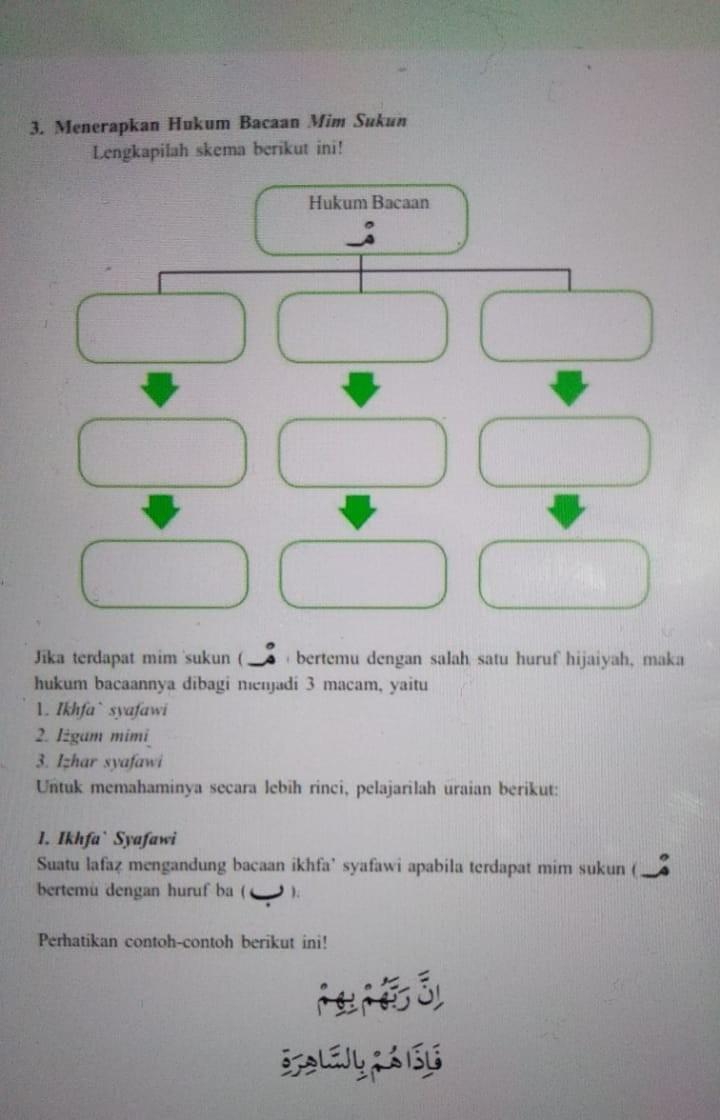 3. Menerapkan Hukum Bacaan Mim Sukun
Lengkapilah skema berikut ini!
Hukum Bacaan
مْـ
Jika terdapat mim sukun ( مْـ bertemu dengan salah satu huruf hijaiyah, maka
hukum bacaannya dibagi menjadi 3 macam, yaitu
1. Ikhfa` syafawi
2. Iżgam mimi
3. Iẓhar syafawi
Untuk memahaminya secara lebih rinci, pelajarilah uraian berikut:
1. Ikhfa` Syafawi
Suatu lafaẓ mengandung bacaan ikhfa' syafawi apabila terdapat mim sukun ( مْـ
bertemu dengan huruf ba ( ب ).
Perhatikan contoh-contoh berikut ini!
اِنَّ رَبَّهُمْ بِهِمْ
فَاِذَا هُمْ بِالسَّاهِرَةِ